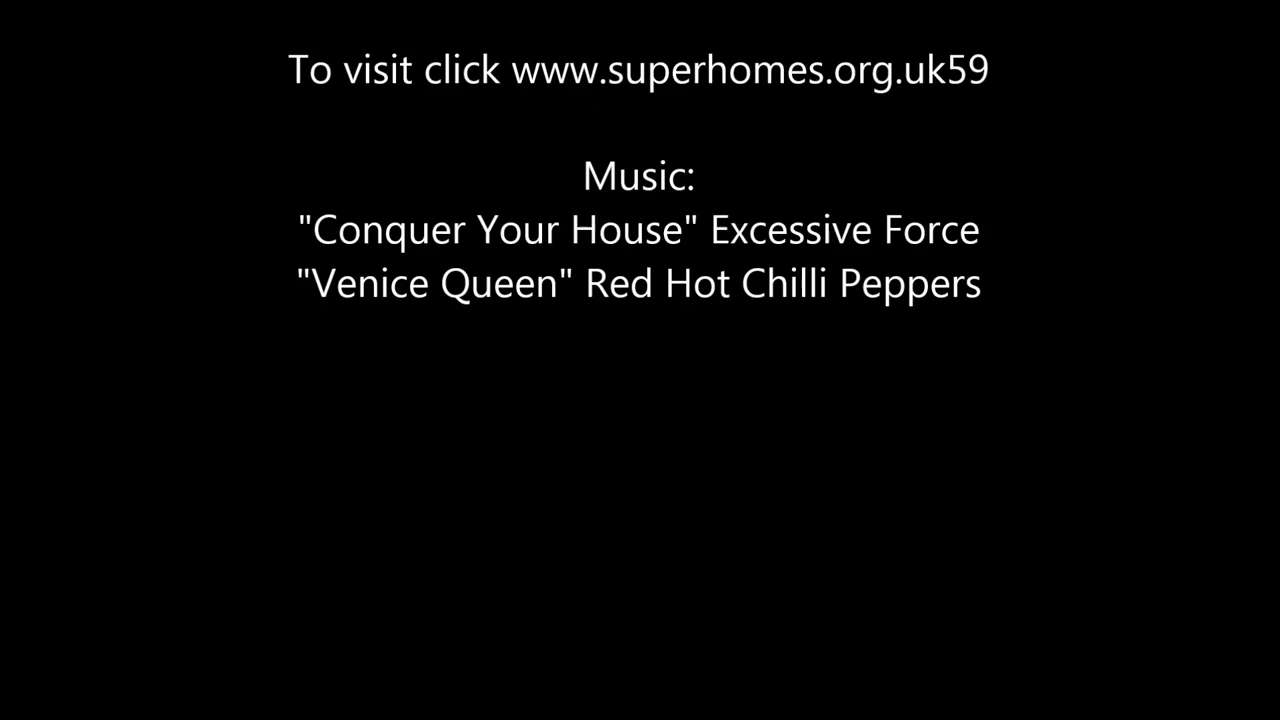 To visit click www.superhomes.org.uk59
Music:
"Conquer Your House" Excessive Force
"Venice Queen" Red Hot Chilli Peppers